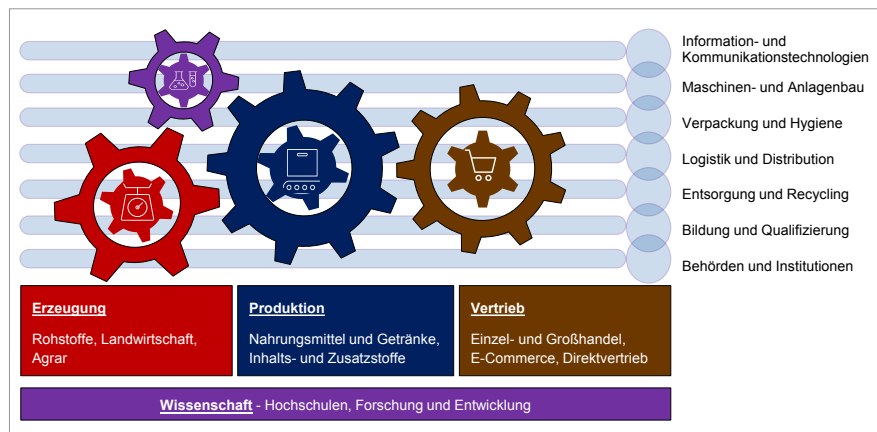 Information- und
Kommunikationstechnologien
Maschinen- und Anlagenbau
Verpackung und Hygiene
Logistik und Distribution
Entsorgung und Recycling
Bildung und Qualifizierung
Behörden und Institutionen
Erzeugung
Rohstoffe, Landwirtschaft,
Agrar
Produktion
Nahrungsmittel und Getränke,
Inhalts- und Zusatzstoffe
Vertrieb
Einzel- und Großhandel,
E-Commerce, Direktvertrieb
Wissenschaft - Hochschulen, Forschung und Entwicklung